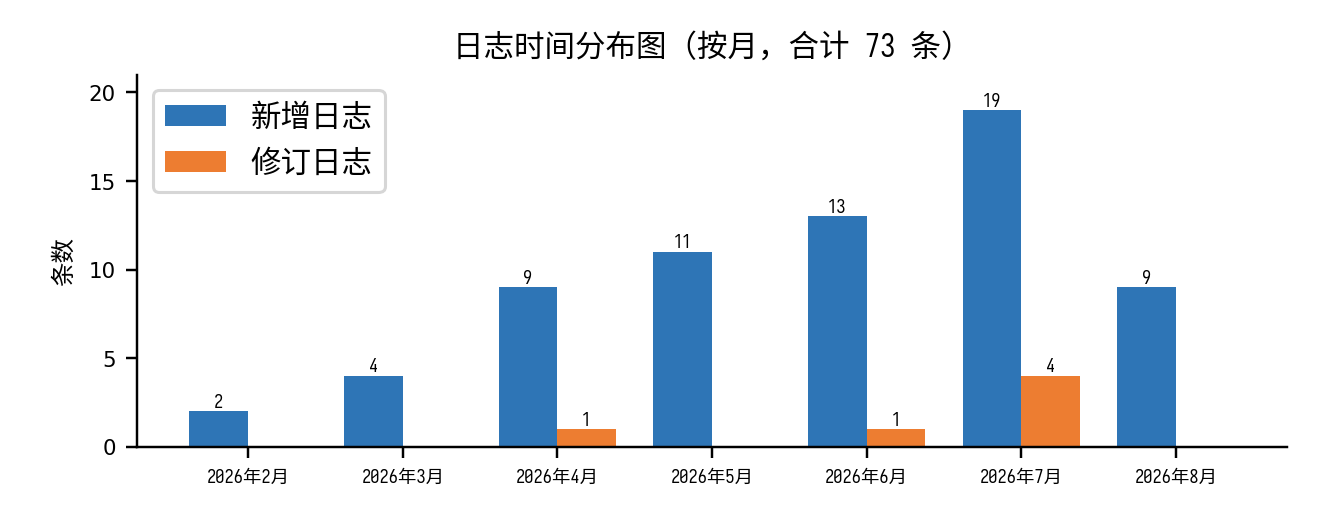 日志时间分布图（按月，合计 73 条）
新增日志
修订日志
条数
20
15
10
5
0
2
4
9
1
11
13
1
19
4
9
2026年2月
2026年3月
2026年4月
2026年5月
2026年6月
2026年7月
2026年8月